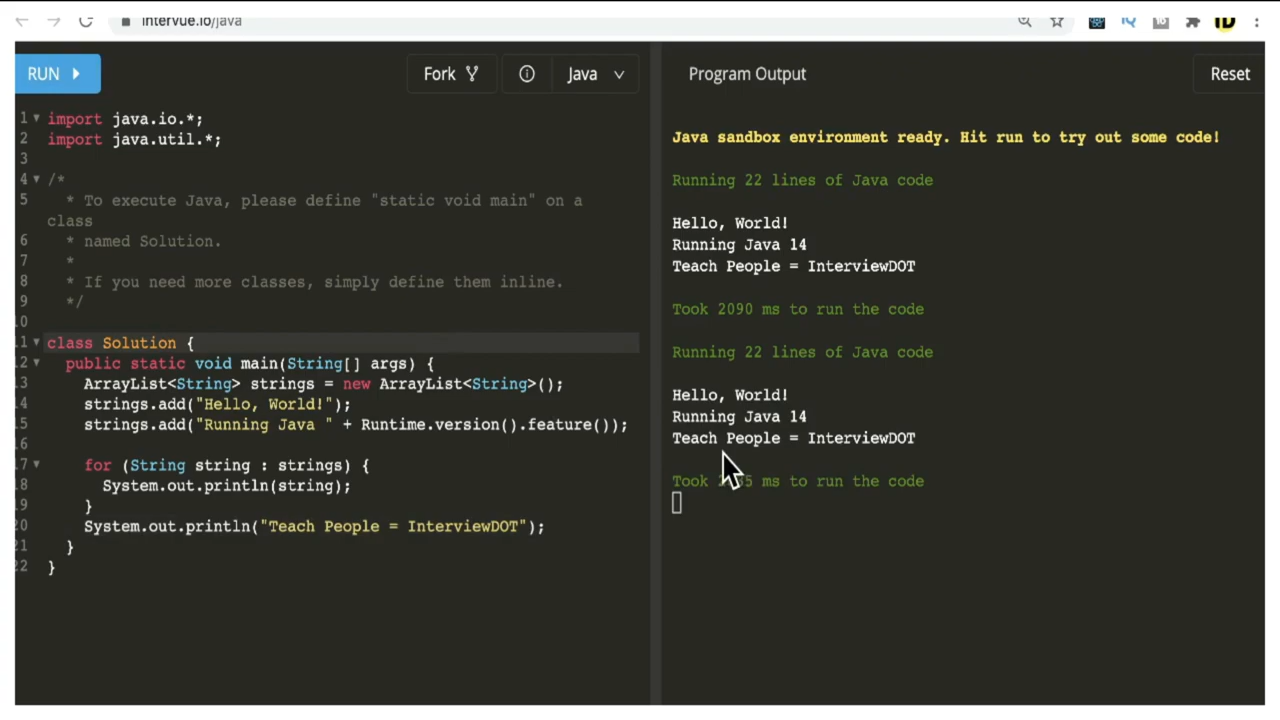 intervue.io/java
RUN
Fork
Java
Program Output
Reset
1 import java.io.*;
2 import java.util.*;
3
4 /*
5 * To execute Java, please define "static void main" on a
class
6 * named Solution.
7 *
8 * If you need more classes, simply define them inline.
9 */
10
11 class Solution {
12 public static void main(String[] args) {
13 ArrayList<String> strings = new ArrayList<String>();
14 strings.add("Hello, World!");
15 strings.add("Running Java " + Runtime.version().feature());
16
17 for (String string : strings) {
18 System.out.println(string);
19 }
20 System.out.println("Teach People = InterviewDOT");
21 }
22 }
Java sandbox environment ready. Hit run to try out some code!
Running 22 lines of Java code
Hello, World!
Running Java 14
Teach People = InterviewDOT
Took 2090 ms to run the code
Running 22 lines of Java code
Hello, World!
Running Java 14
Teach People = InterviewDOT
Took ms to run the code